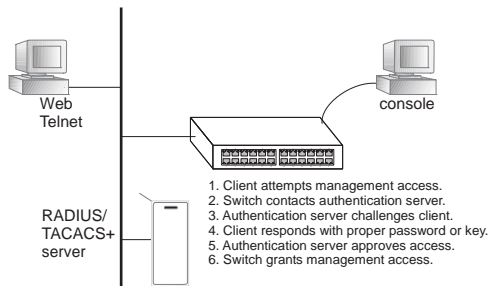 Web
Telnet
console
1. Client attempts management access.
2. Switch contacts authentication server.
3. Authentication server challenges client.
4. Client responds with proper password or key.
5. Authentication server approves access.
6. Switch grants management access.
RADIUS/
TACACS+
server